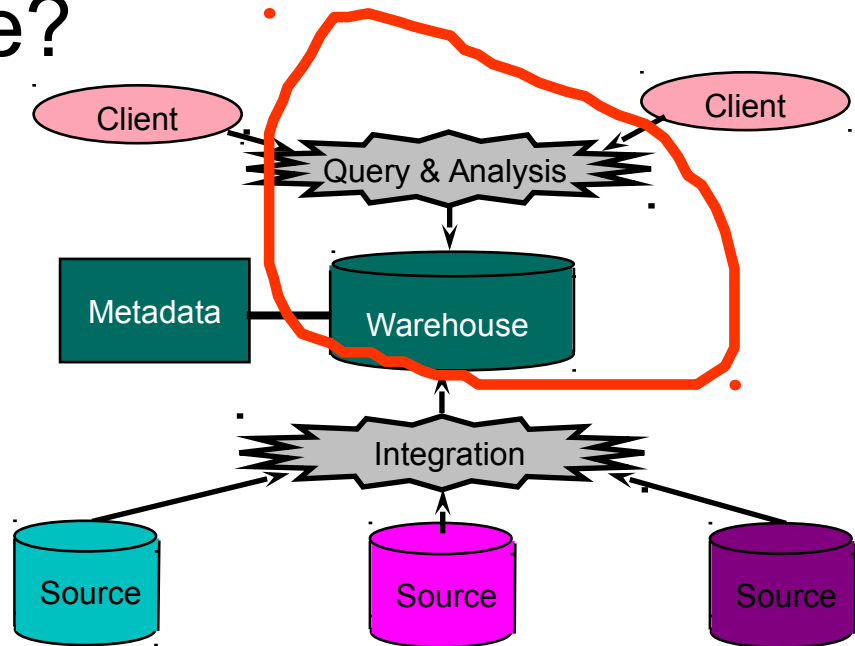 e?
Client
Client
Query & Analysis
Metadata
Warehouse
Integration
Source
Source
Source